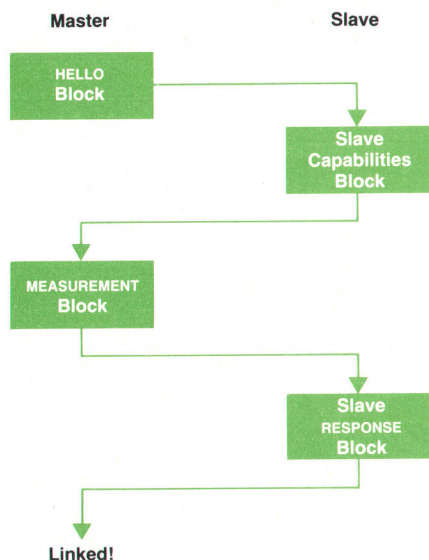 Master
Slave
HELLO
Block
Slave
Capabilities
Block
MEASUREMENT
Block
Slave
RESPONSE
Block
Linked!